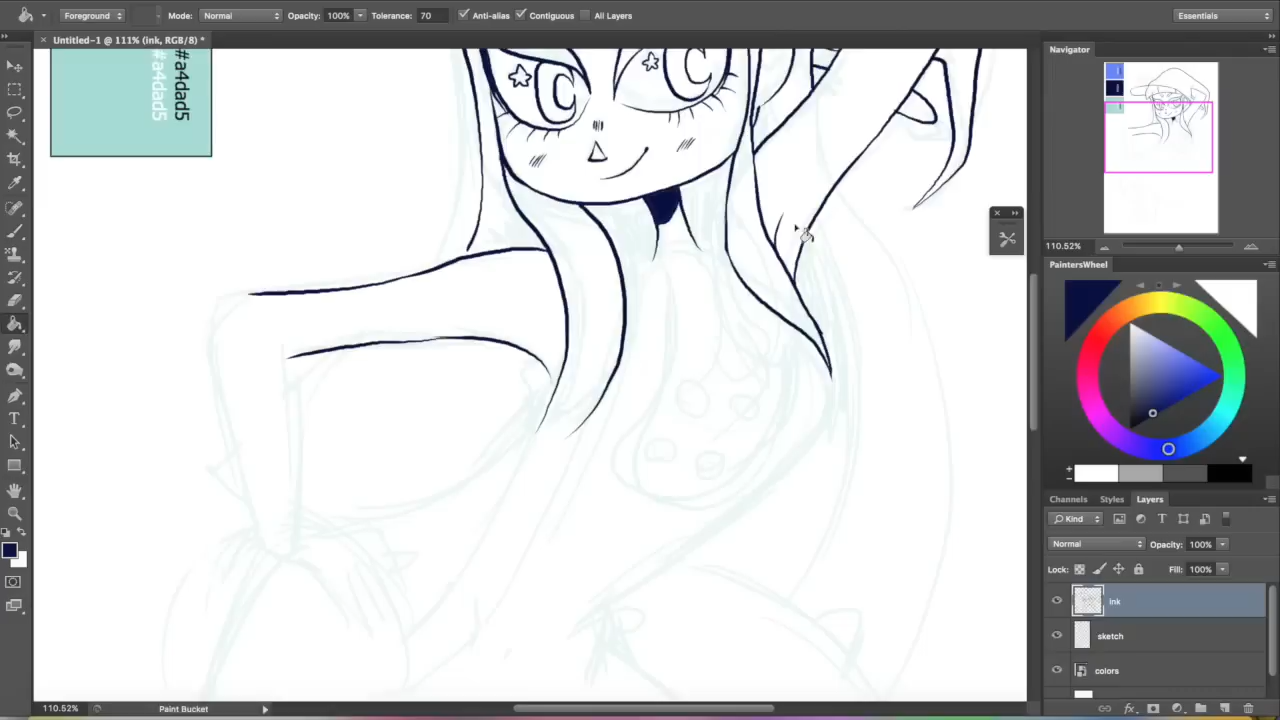 Foreground Mode: Normal Opacity: 100% Tolerance: 70 Anti-alias Contiguous All Layers Essentials
Untitled-1 @ 111% (ink, RGB/8) *
#a4dad5
#a4dad5
Navigator
110.52%
PaintersWheel
Channels Styles Layers
Kind
Normal Opacity: 100%
Lock: Fill: 100%
ink
sketch
colors
110.52% Paint Bucket